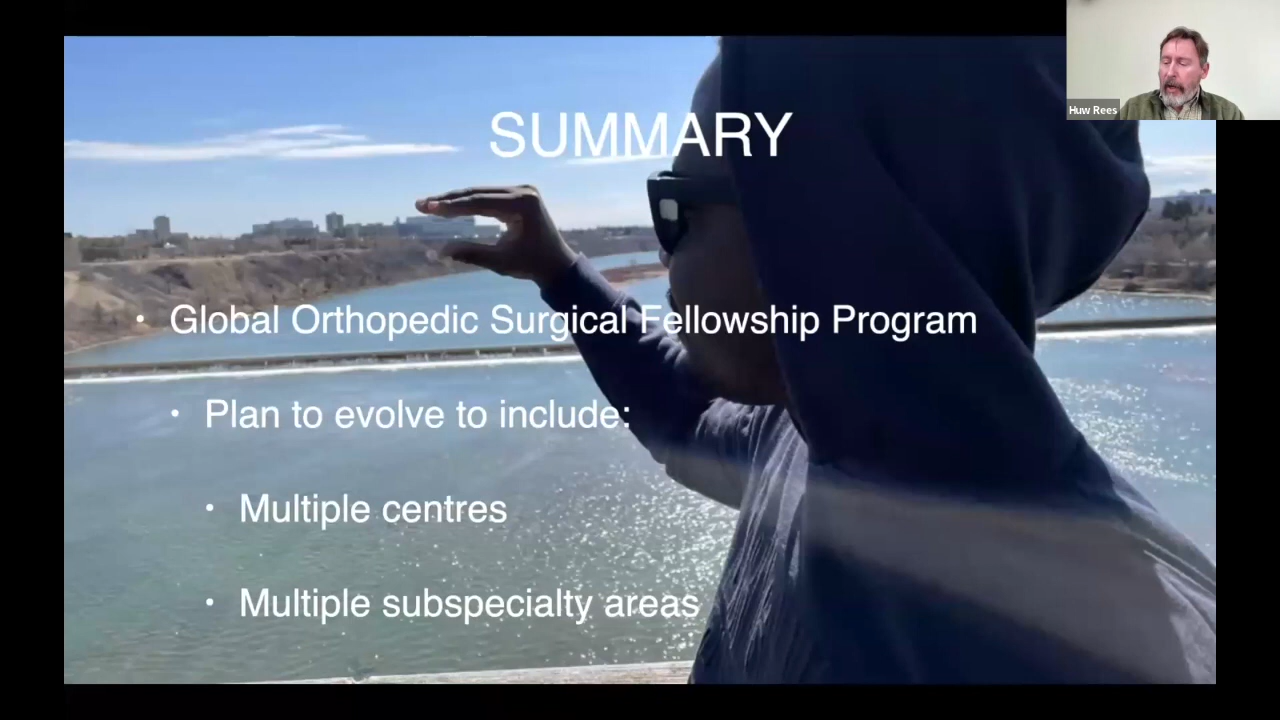 SUMMARY
Huw Rees
• Global Orthopedic Surgical Fellowship Program
• Plan to evolve to include:
• Multiple centres
• Multiple subspecialty areas